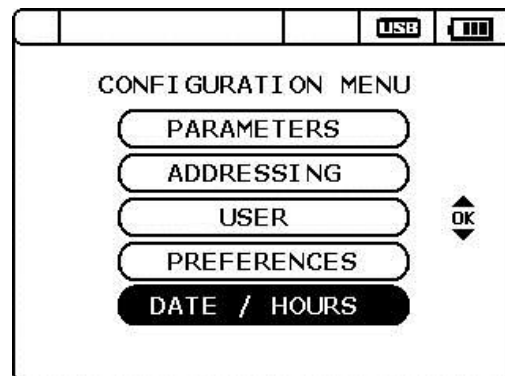 USB
CONFIGURATION MENU
PARAMETERS
ADDRESSING
USER
OK
PREFERENCES
DATE / HOURS